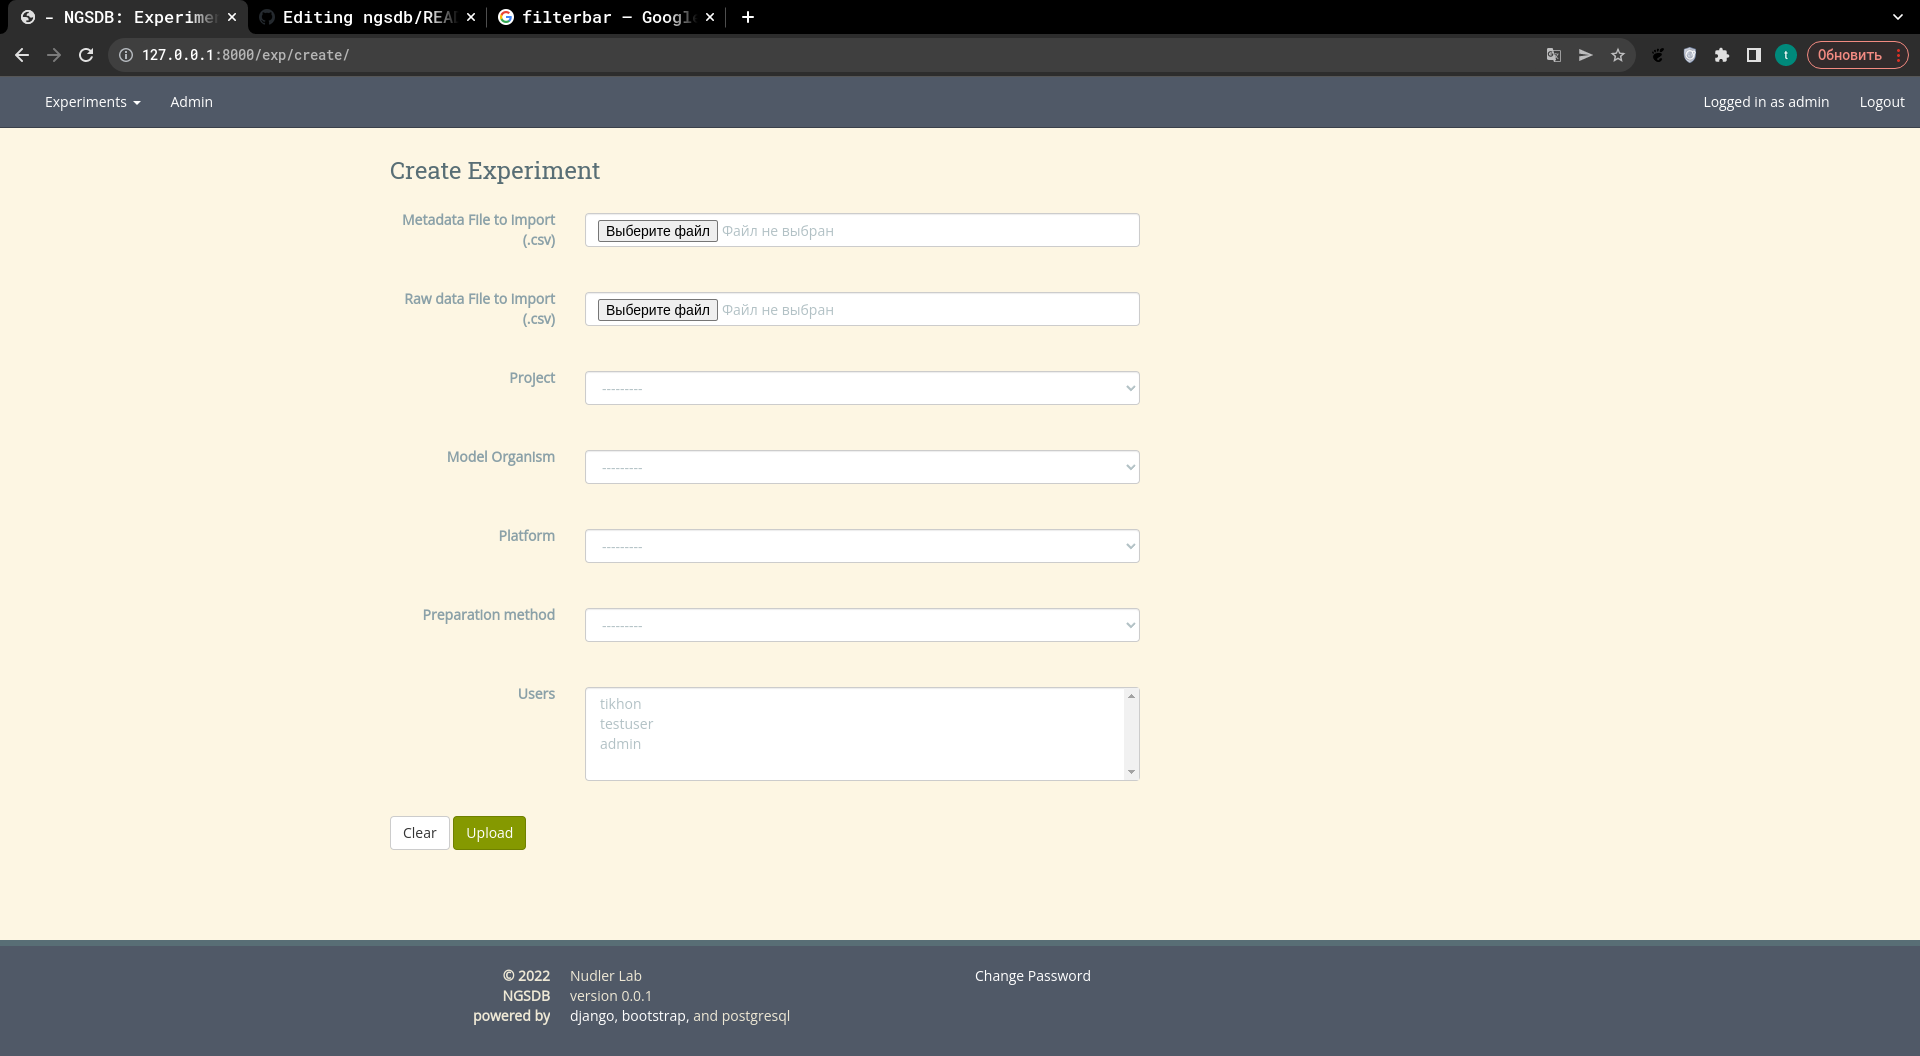 - NGSDB: Experimen
Editing ngsdb/READ
filterbar – Google
127.0.0.1:8000/exp/create/
t
Обновить
Experiments
Admin
Logged in as admin
Logout
Create Experiment
Metadata File to Import
(.csv)
Выберите файл Файл не выбран
Raw data File to Import
(.csv)
Выберите файл Файл не выбран
Project
---------
Model Organism
---------
Platform
---------
Preparation method
---------
Users
tikhon
testuser
admin
Clear
Upload
© 2022 Nudler Lab
Change Password
NGSDB version 0.0.1
powered by django, bootstrap, and postgresql